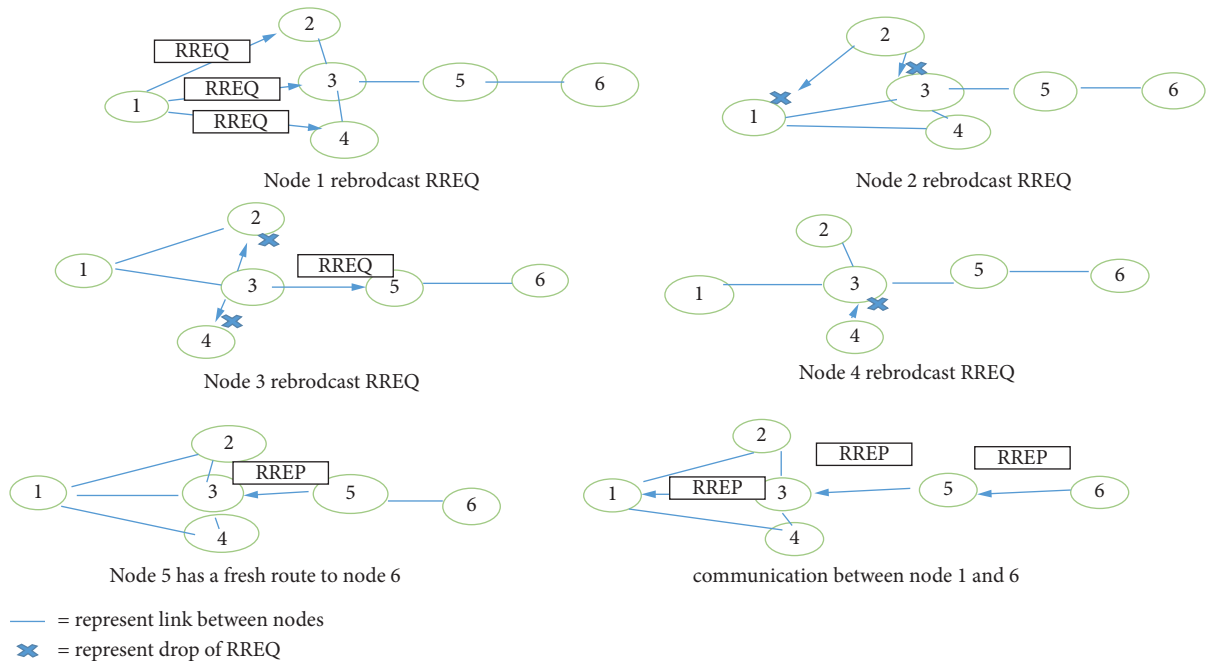 2
RREQ
3
5
6
RREQ
1
RREQ
4
Node 1 rebrodcast RREQ
2
3
5
6
1
4
Node 2 rebrodcast RREQ
2
1
RREQ
3
5
6
4
Node 3 rebrodcast RREQ
2
5
6
3
1
4
Node 4 rebrodcast RREQ
2
RREP
1
3
5
6
4
Node 5 has a fresh route to node 6
2
RREP
RREP
1
RREP
3
5
6
4
communication between node 1 and 6
= represent link between nodes
= represent drop of RREQ